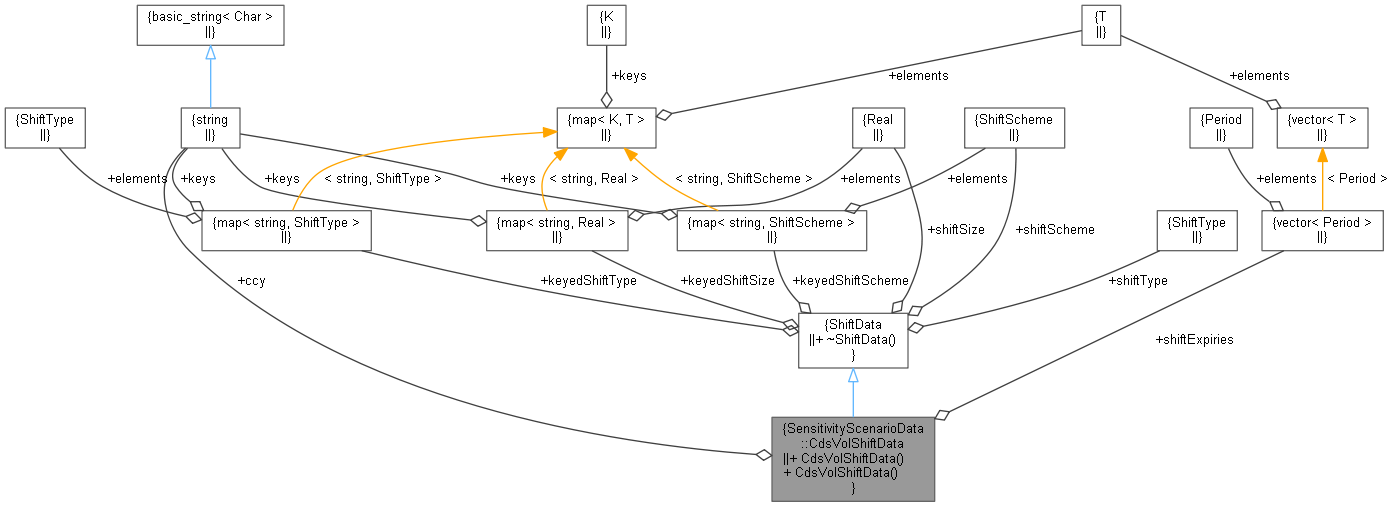 {basic_string< Char >
||}
{K
||}
{T
||}
+keys
+elements
+elements
{ShiftType
||}
{string
||}
{map< K, T >
||}
{Real
||}
{ShiftScheme
||}
{Period
||}
{vector< T >
||}
+elements
+keys
+keys
< string, ShiftType >
+keys
< string, Real >
< string, ShiftScheme >
+elements
+elements
+elements
< Period >
{map< string, ShiftType >
||}
{map< string, Real >
||}
{map< string, ShiftScheme >
||}
+shiftSize
+shiftScheme
{ShiftType
||}
{vector< Period >
||}
+ccy
+keyedShiftType
+keyedShiftSize
+keyedShiftScheme
+shiftType
{ShiftData
||+ ~ShiftData()
}
+shiftExpiries
{SensitivityScenarioData
::CdsVolShiftData
||+ CdsVolShiftData()
+ CdsVolShiftData()
}